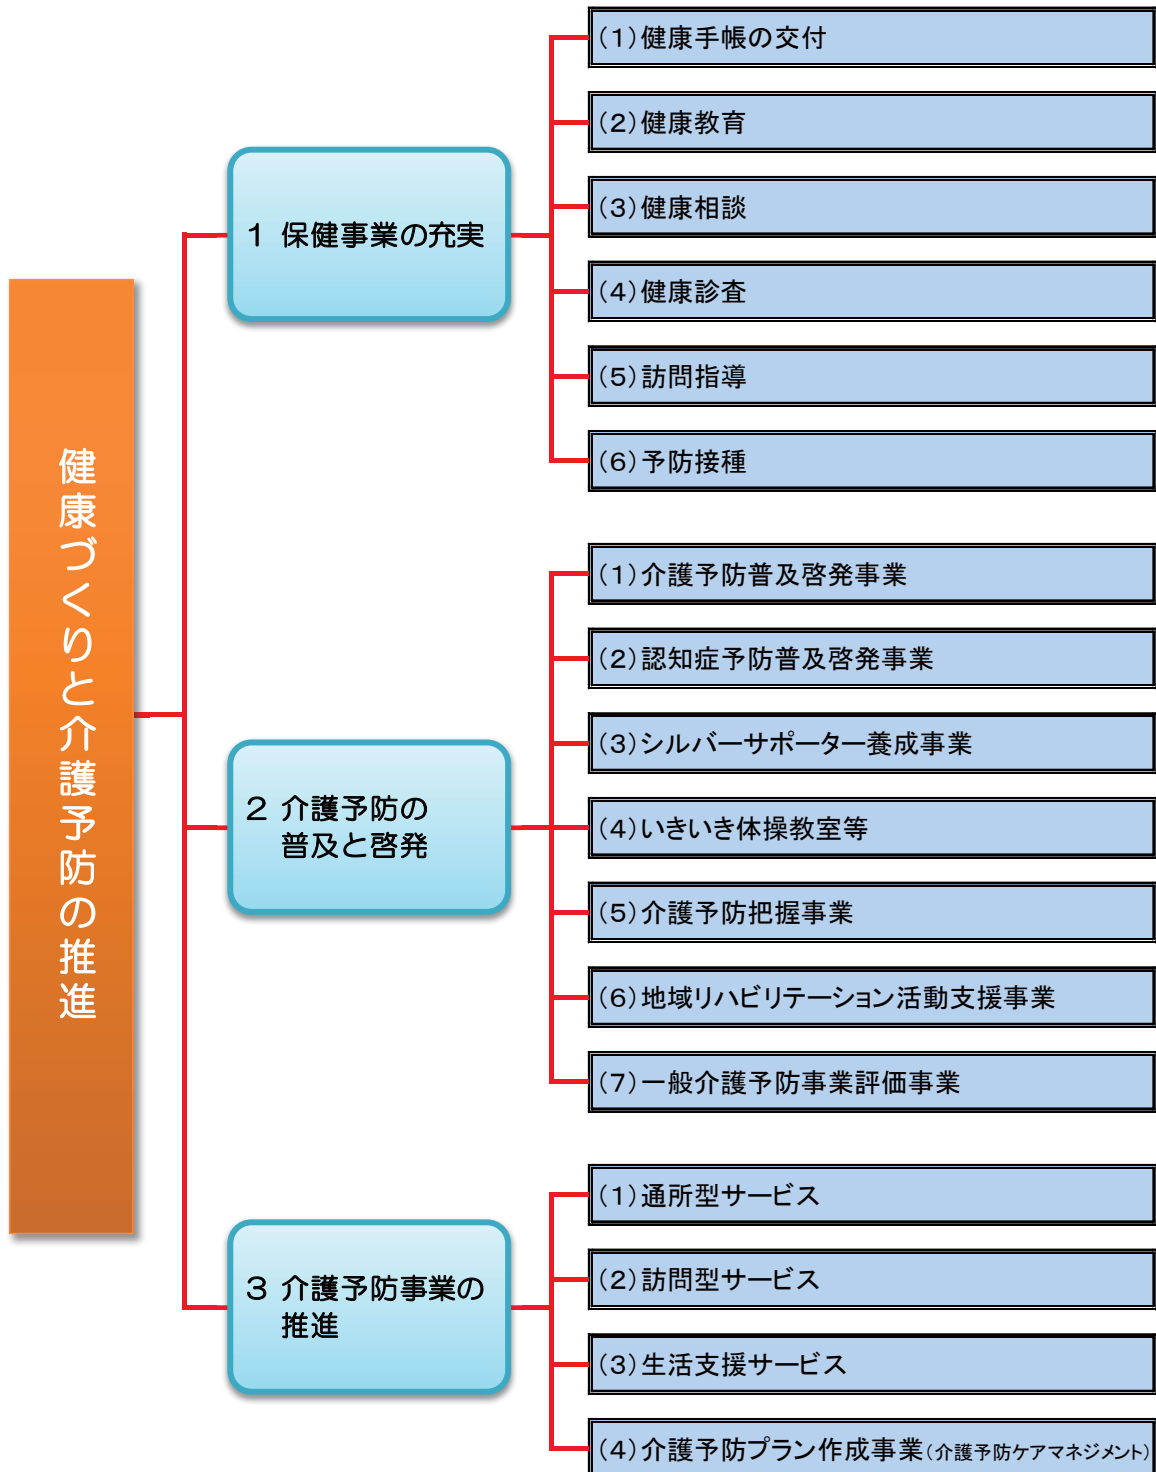 健康づくりと介護予防の推進
1 保健事業の充実
(1)健康手帳の交付
(2)健康教育
(3)健康相談
(4)健康診査
(5)訪問指導
(6)予防接種
2 介護予防の
普及と啓発
(1)介護予防普及啓発事業
(2)認知症予防普及啓発事業
(3)シルバーサポーター養成事業
(4)いきいき体操教室等
(5)介護予防把握事業
(6)地域リハビリテーション活動支援事業
(7)一般介護予防事業評価事業
3 介護予防事業の
推進
(1)通所型サービス
(2)訪問型サービス
(3)生活支援サービス
(4)介護予防プラン作成事業(介護予防ケアマネジメント)